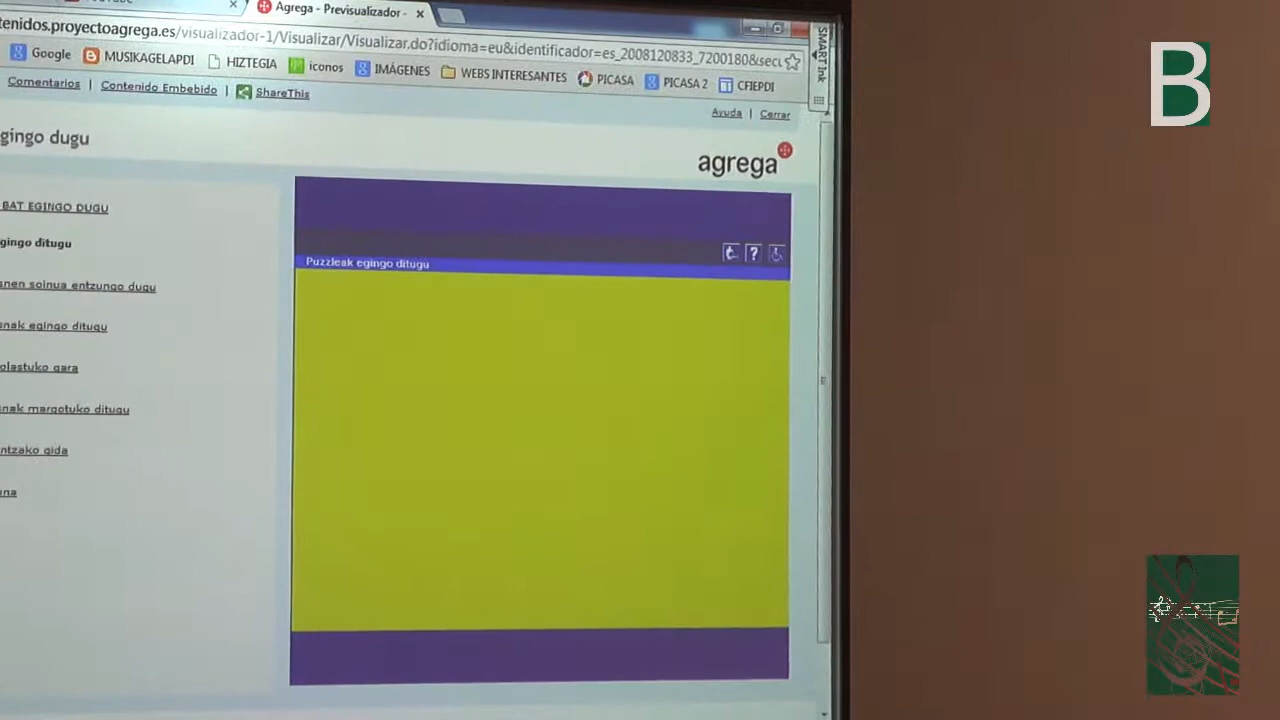 Agrega - Previsualizador -
tenidos.proyectoagrega.es/visualizador-1/Visualizar/Visualizar.do?idioma=eu&identificador=es_2008120833_7200180&secu
Google MUSIKAGELAPDI HIZTEGIA iconos IMÁGENES WEBS INTERESANTES PICASA PICASA 2 CFIEPDI
SMART Ink
Comentarios | Contenido Embebido | ShareThis
Ayuda | Cerrar
gingo dugu
agrega
BAT EGINGO DUGU
gingo ditugu
Puzzleak egingo ditugu
?
nen soinua entzungo dugu
nak egingo ditugu
olastuko gara
nak margotuko ditugu
ntzako gida
una
B